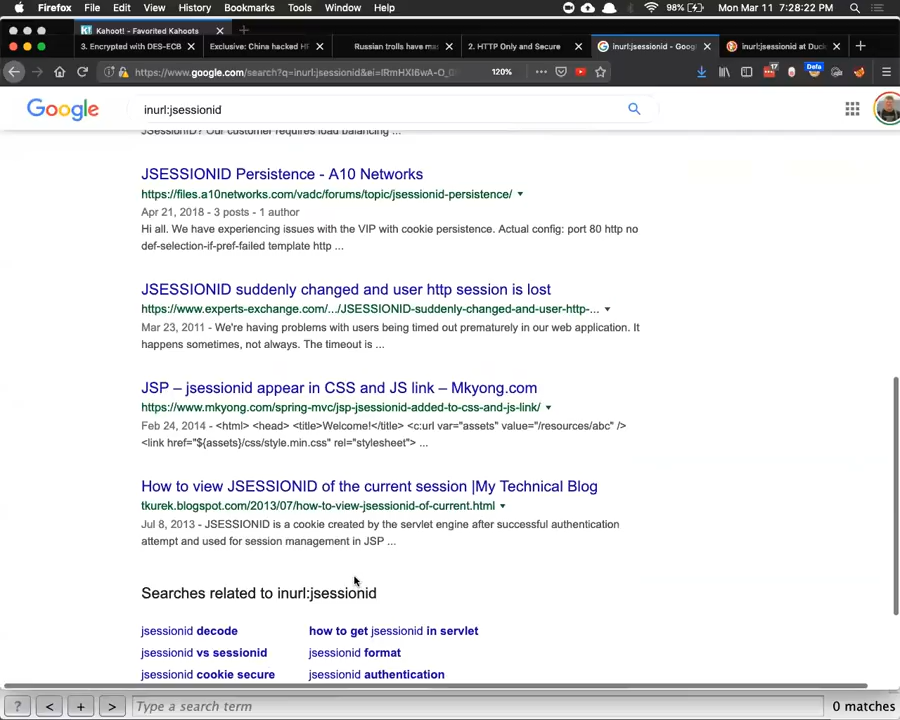 Firefox File Edit View History Bookmarks Tools Window Help 98% Mon Mar 11 7:28:22 PM
K! Kahoot! - Favorited Kahoots
3. Encrypted with DES-ECB Exclusive: China hacked H Russian trolls have ma 2. HTTP Only and Secure inurl:jsessionid - Goog inurl:jsessionid at Duck
https://www.google.com/search?q=inurl:jsessionid&ei= 120% 17 Defa
Google inurl:jsessionid
JSessionID? Our customer requires load balancing ...
JSESSIONID Persistence - A10 Networks
https://files.a10networks.com/vadc/forums/topic/jsessionid-persistence/
Apr 21, 2018 - 3 posts - 1 author
Hi all. We have experiencing issues with the VIP with cookie persistence. Actual config: port 80 http no
def-selection-if-pref-failed template http ...
JSESSIONID suddenly changed and user http session is lost
https://www.experts-exchange.com/.../JSESSIONID-suddenly-changed-and-user-http-...
Mar 23, 2011 - We're having problems with users being timed out prematurely in our web application. It
happens sometimes, not always. The timeout is ...
JSP – jsessionid appear in CSS and JS link – Mkyong.com
https://www.mkyong.com/spring-mvc/jsp-jsessionid-added-to-css-and-js-link/
Feb 24, 2014 - <html> <head> <title>Welcome!</title> <c:url var="assets" value="/resources/abc" />
<link href="${assets}/css/style.min.css" rel="stylesheet"> ...
How to view JSESSIONID of the current session |My Technical Blog
tkurek.blogspot.com/2013/07/how-to-view-jsessionid-of-current.html
Jul 8, 2013 - JSESSIONID is a cookie created by the servlet engine after successful authentication
attempt and used for session management in JSP ...
Searches related to inurl:jsessionid
jsessionid decode how to get jsessionid in servlet
jsessionid vs sessionid jsessionid format
jsessionid cookie secure jsessionid authentication
? < + > Type a search term 0 matches